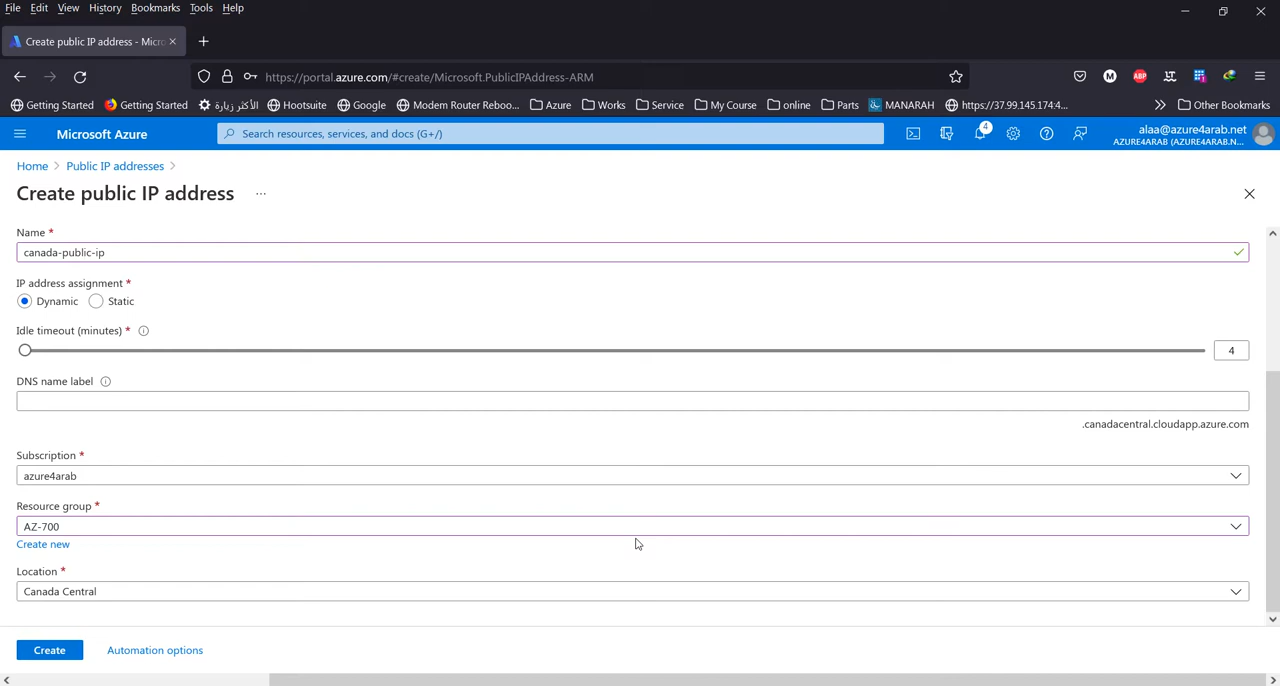 File Edit View History Bookmarks Tools Help
Create public IP address - Micro
https://portal.azure.com/#create/Microsoft.PublicIPAddress-ARM
Getting Started Getting Started الأكثر زيارة Hootsuite Google Modern Router Reboo... Azure Works Service My Course online Parts MANARAH https://37.99.145.174:4... Other Bookmarks
Microsoft Azure Search resources, services, and docs (G+/) 4 alaa@azure4arab.net
AZURE4ARAB (AZURE4ARAB.N...
Home > Public IP addresses >
Create public IP address ...
Name *
canada-public-ip
IP address assignment *
Dynamic Static
Idle timeout (minutes) *
4
DNS name label
.canadacentral.cloudapp.azure.com
Subscription *
azure4arab
Resource group *
AZ-700
Create new
Location *
Canada Central
Create Automation options